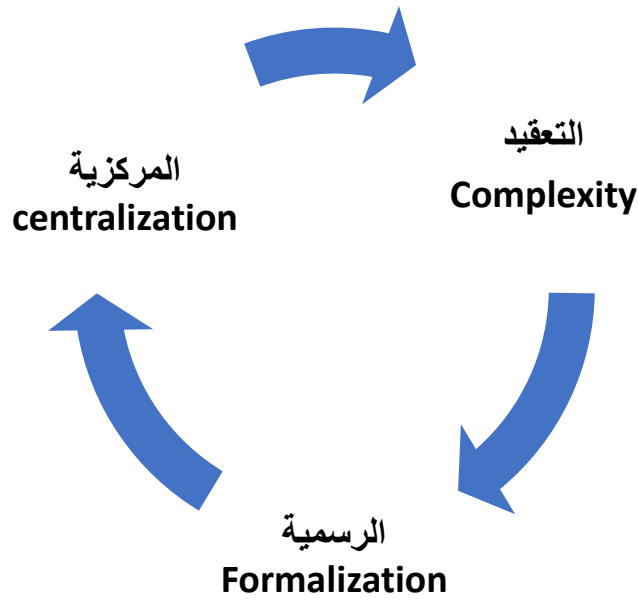 التعقيد
Complexity
المركزية
centralization
الرسمية
Formalization